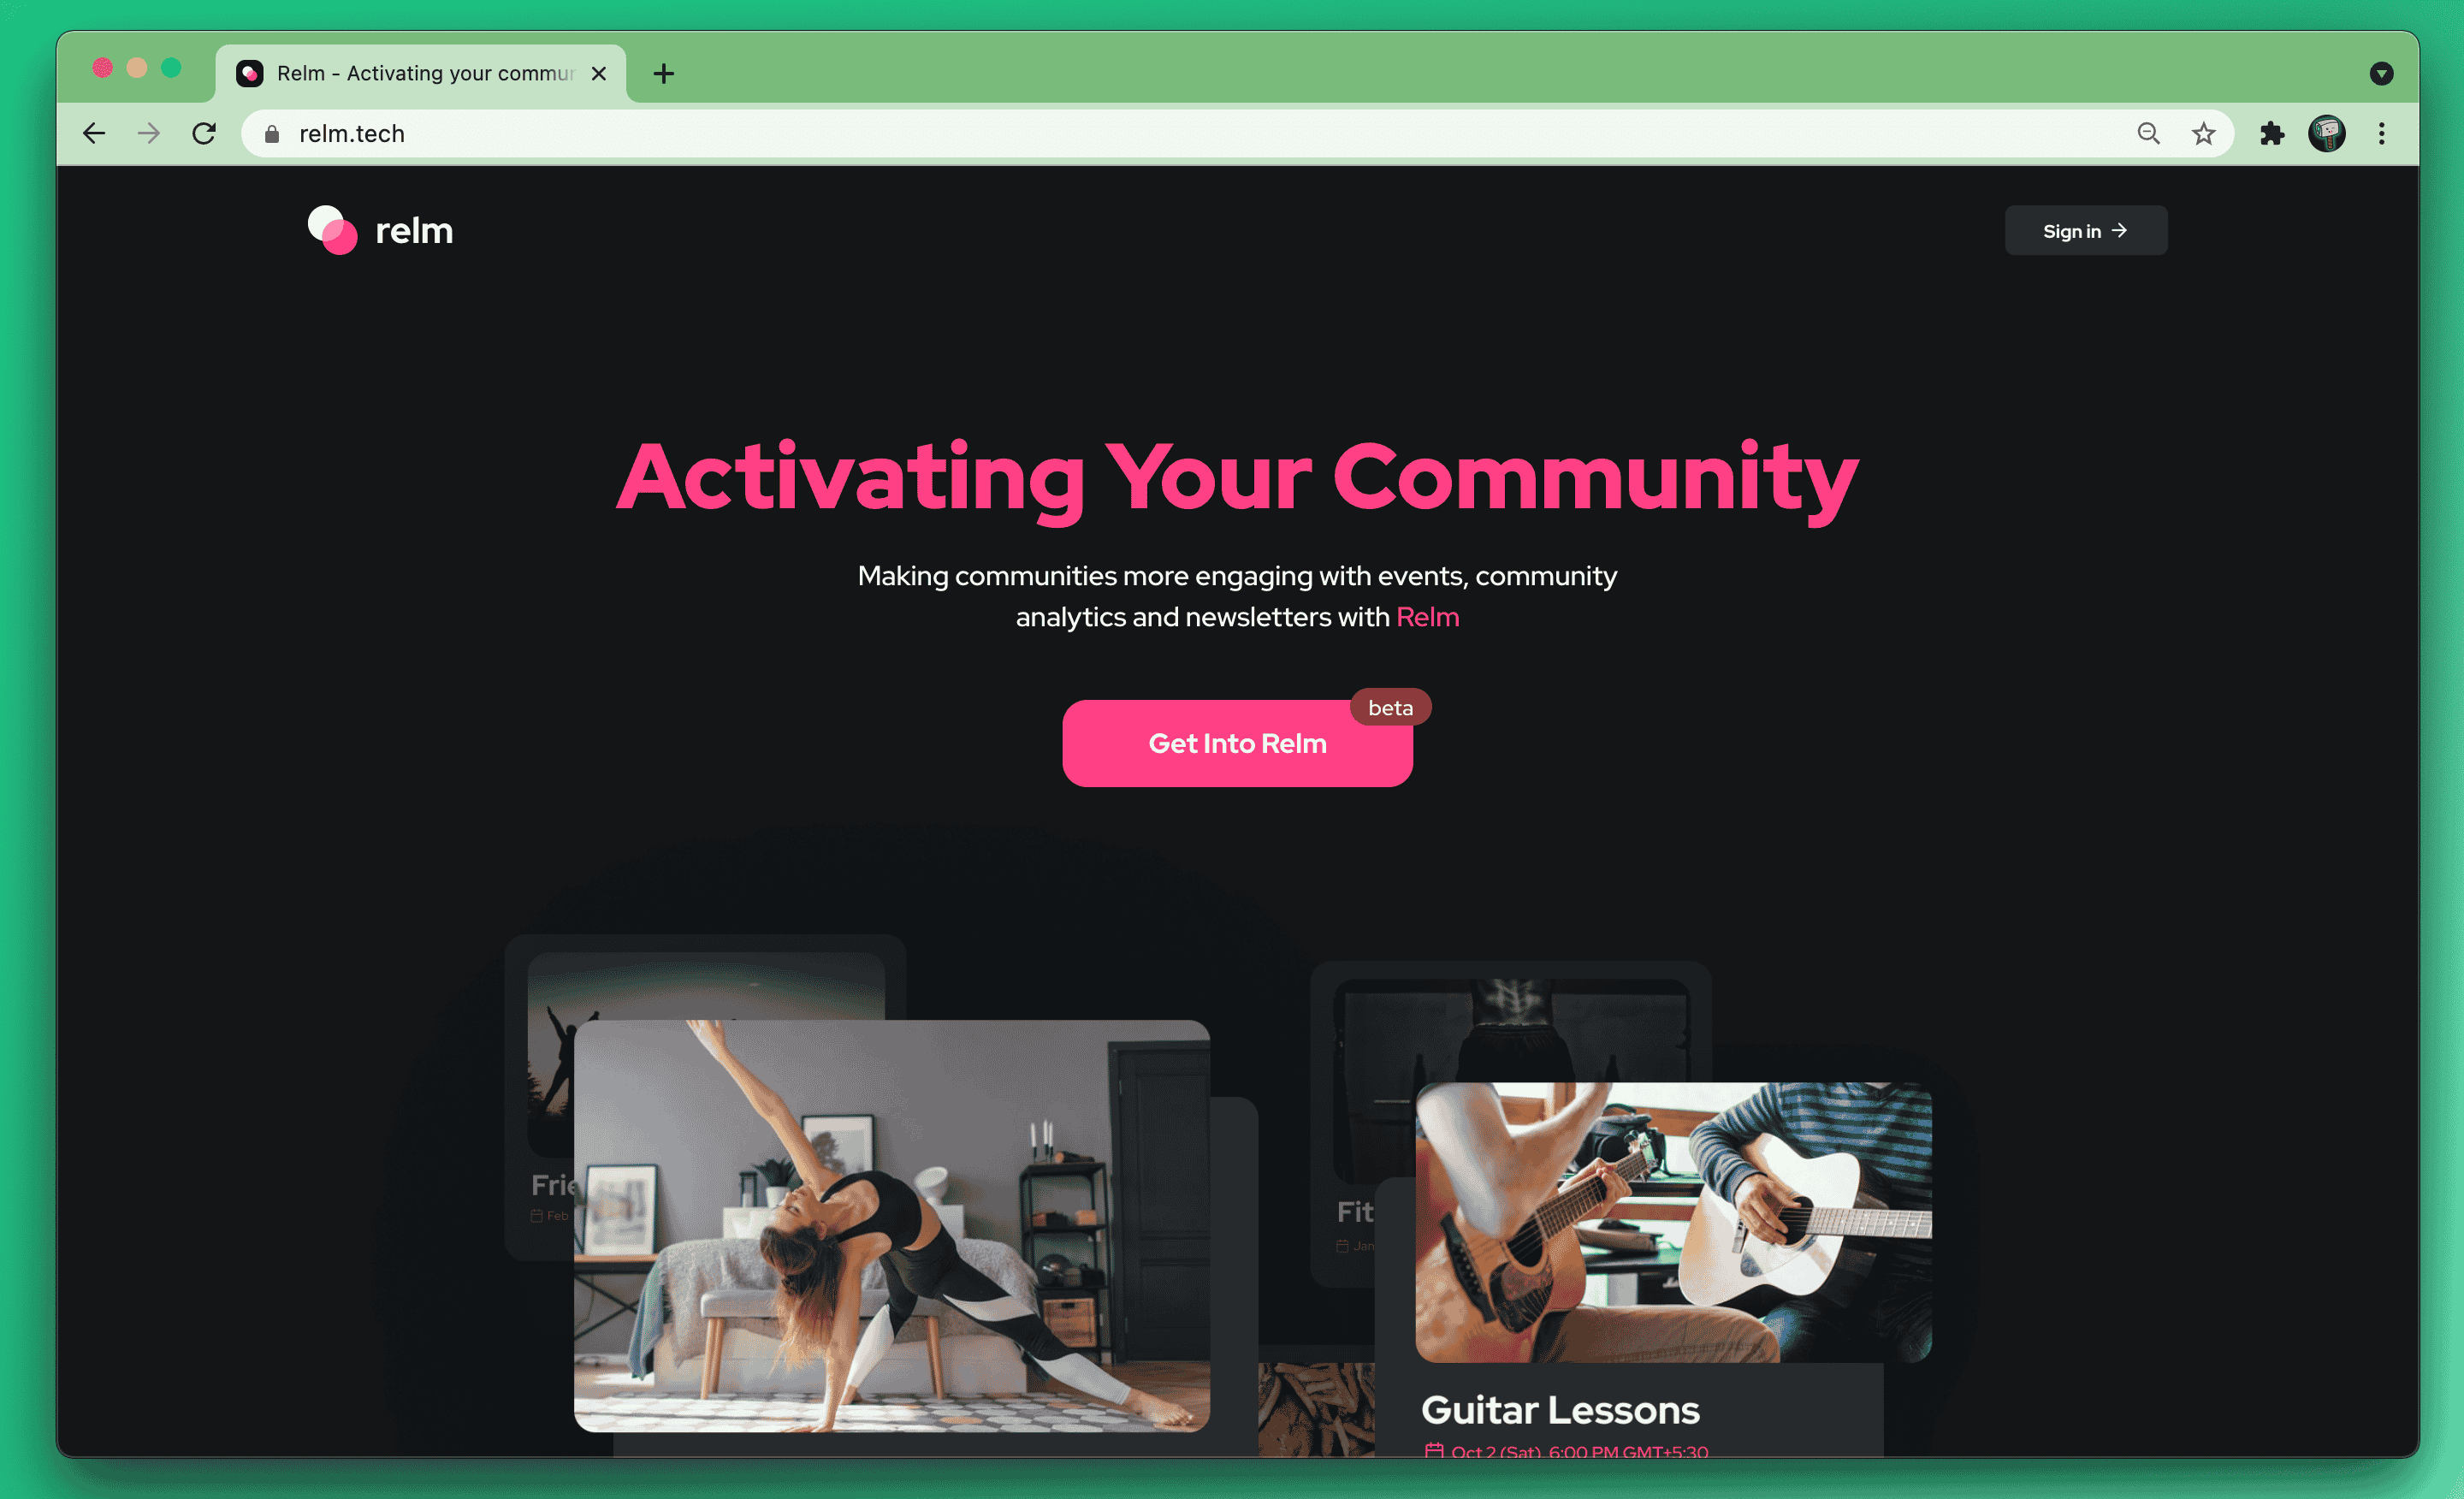 Relm - Activating your commun
relm.tech
relm
Sign in
Activating Your Community
Making communities more engaging with events, community
analytics and newsletters with Relm
beta
Get Into Relm
Frie
Feb
Fit
Jan
Guitar Lessons
Oct 2 (Sat), 6:00 PM GMT+5:30